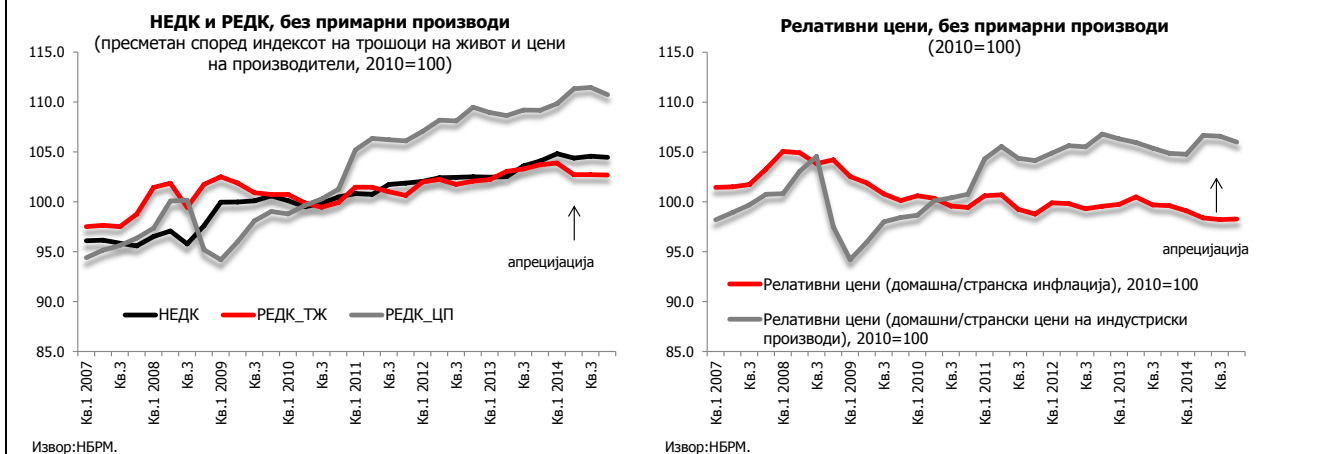 НЕДК и РЕДК, без примарни производи
(пресметан според индексот на трошоци на живот и цени
на производители, 2010=100)
115.0
110.0
105.0
100.0
95.0
90.0
85.0
апрецијација
НЕДК
РЕДК_ТЖ
РЕДК_ЦП
Кв.1 2007
Кв.3
Кв.1 2008
Кв.3
Кв.1 2009
Кв.3
Кв.1 2010
Кв.3
Кв.1 2011
Кв.3
Кв.1 2012
Кв.3
Кв.1 2013
Кв.3
Кв.1 2014
Кв.3
Извор:НБРМ.
Релативни цени, без примарни производи
(2010=100)
115.0
110.0
105.0
100.0
95.0
90.0
85.0
апрецијација
Релативни цени (домашна/странска инфлација), 2010=100
Релативни цени (домашни/странски цени на индустриски
производи), 2010=100
Кв.1 2007
Кв.3
Кв.1 2008
Кв.3
Кв.1 2009
Кв.3
Кв.1 2010
Кв.3
Кв.1 2011
Кв.3
Кв.1 2012
Кв.3
Кв.1 2013
Кв.3
Кв.1 2014
Кв.3
Извор:НБРМ.